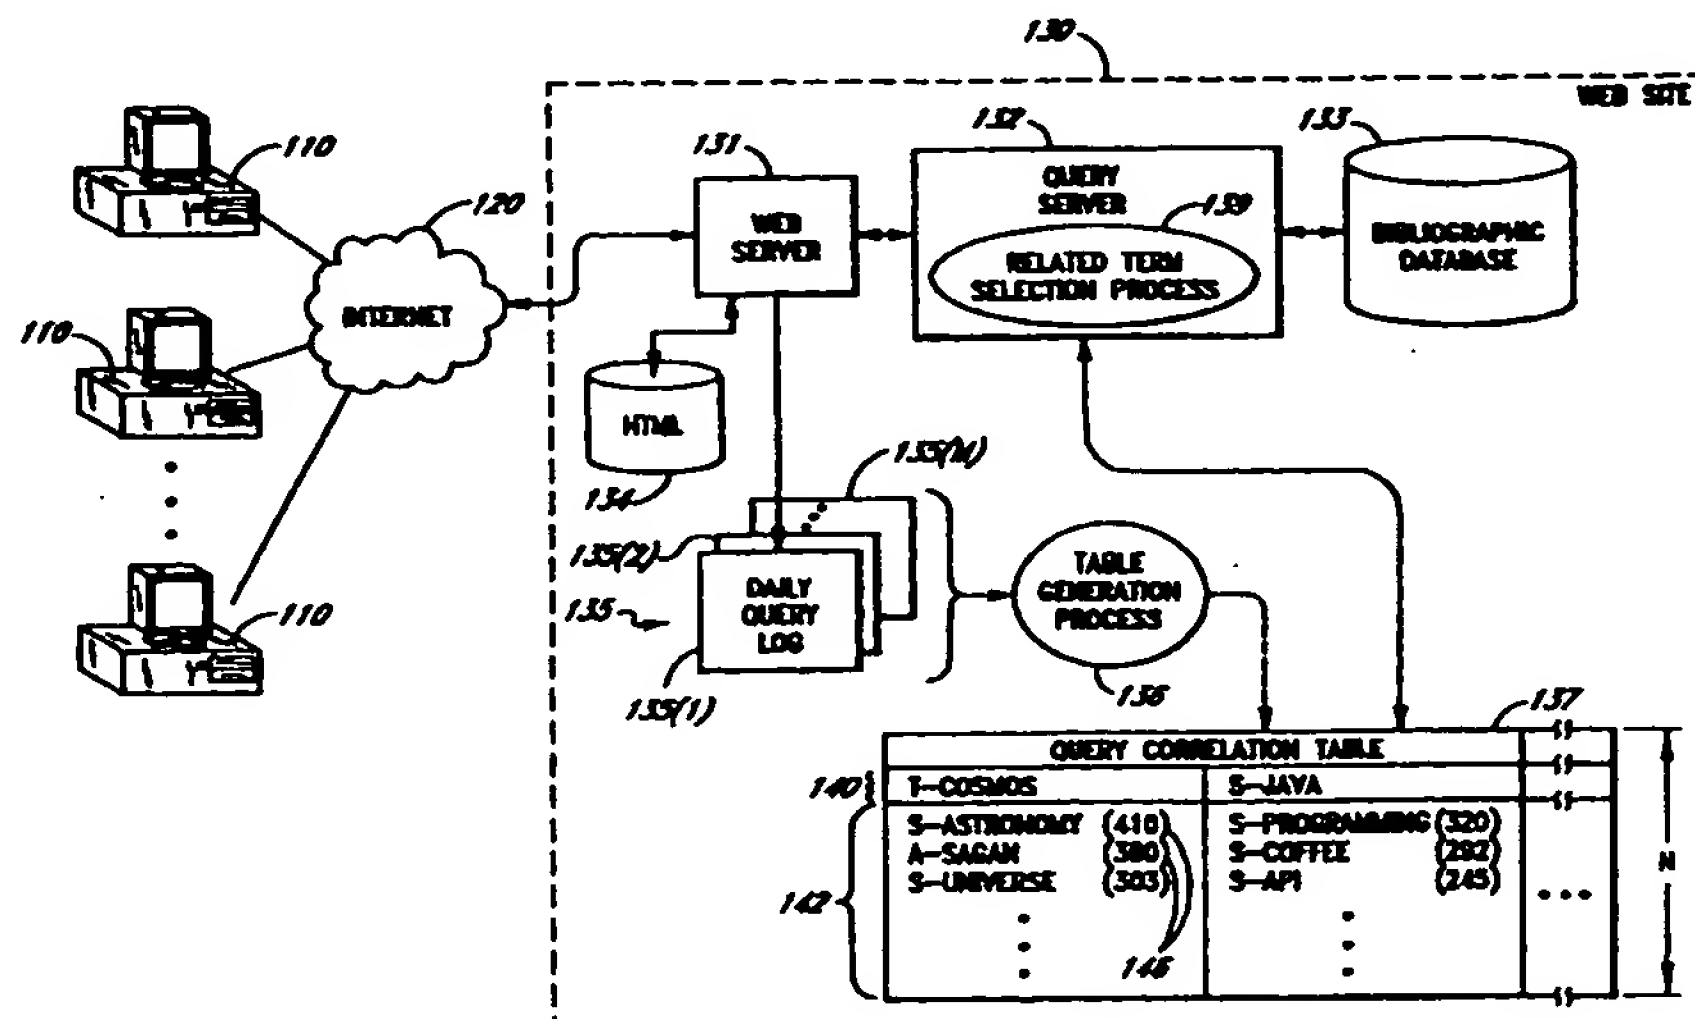 130
WEB SITE
110
120
131
132
133
WEB
SERVER
QUERY
SERVER
139
RELATED TERM
SELECTION PROCESS
BIBLIOGRAPHIC
DATABASE
INTERNET
110
HTML
134
135(M)
135(2)
DAILY
QUERY
LOG
135
135(1)
TABLE
GENERATION
PROCESS
136
110
137
QUERY CORRELATION TABLE
140
T-COSMOS
S-JAVA
S-ASTRONOMY (410)
S-PROGRAMMING (320)
A-SAGAN (380)
S-COFFEE (292)
S-UNIVERSE (303)
S-API (245)
N
142
146